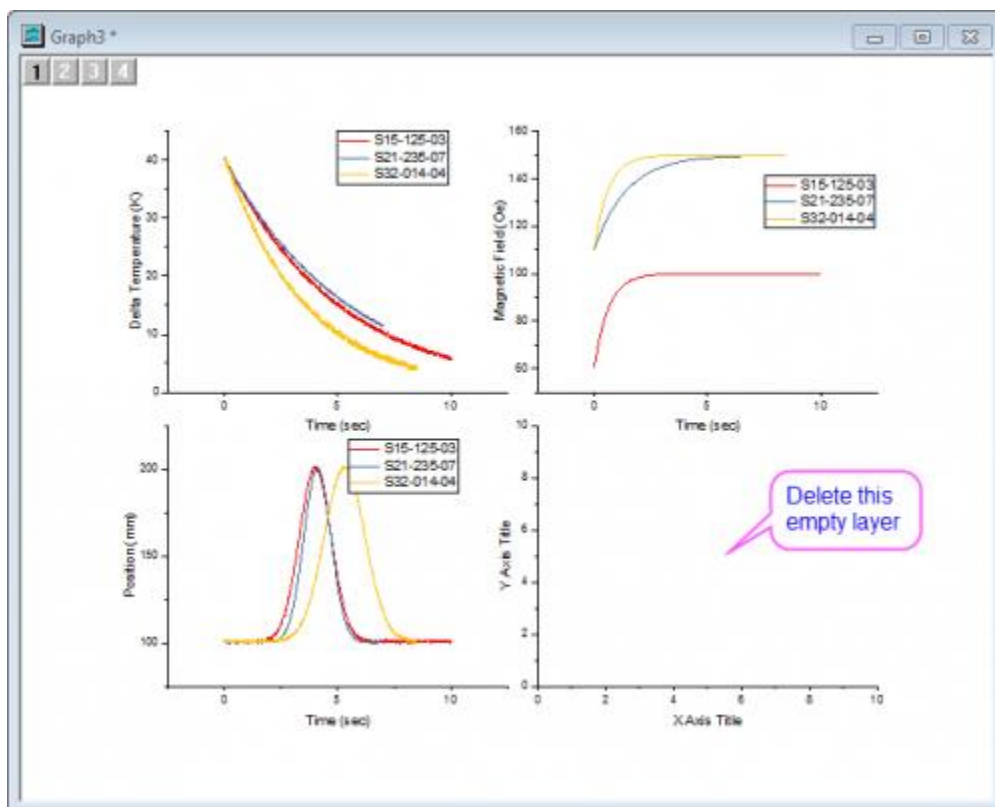 Graph3 *
1 2 3 4
S15-125-03
S21-235-07
S32-014-04
Delta Temperature (K)
40
30
20
10
0
0 5 10
Time (sec)
S15-125-03
S21-235-07
S32-014-04
Magnetic Field (Oe)
160
140
120
100
80
60
0 5 10
Time (sec)
S15-125-03
S21-235-07
S32-014-04
Position (mm)
200
150
100
0 5 10
Time (sec)
Delete this
empty layer
Y Axis Title
10
8
6
4
2
0
0 2 4 6 8 10
X Axis Title